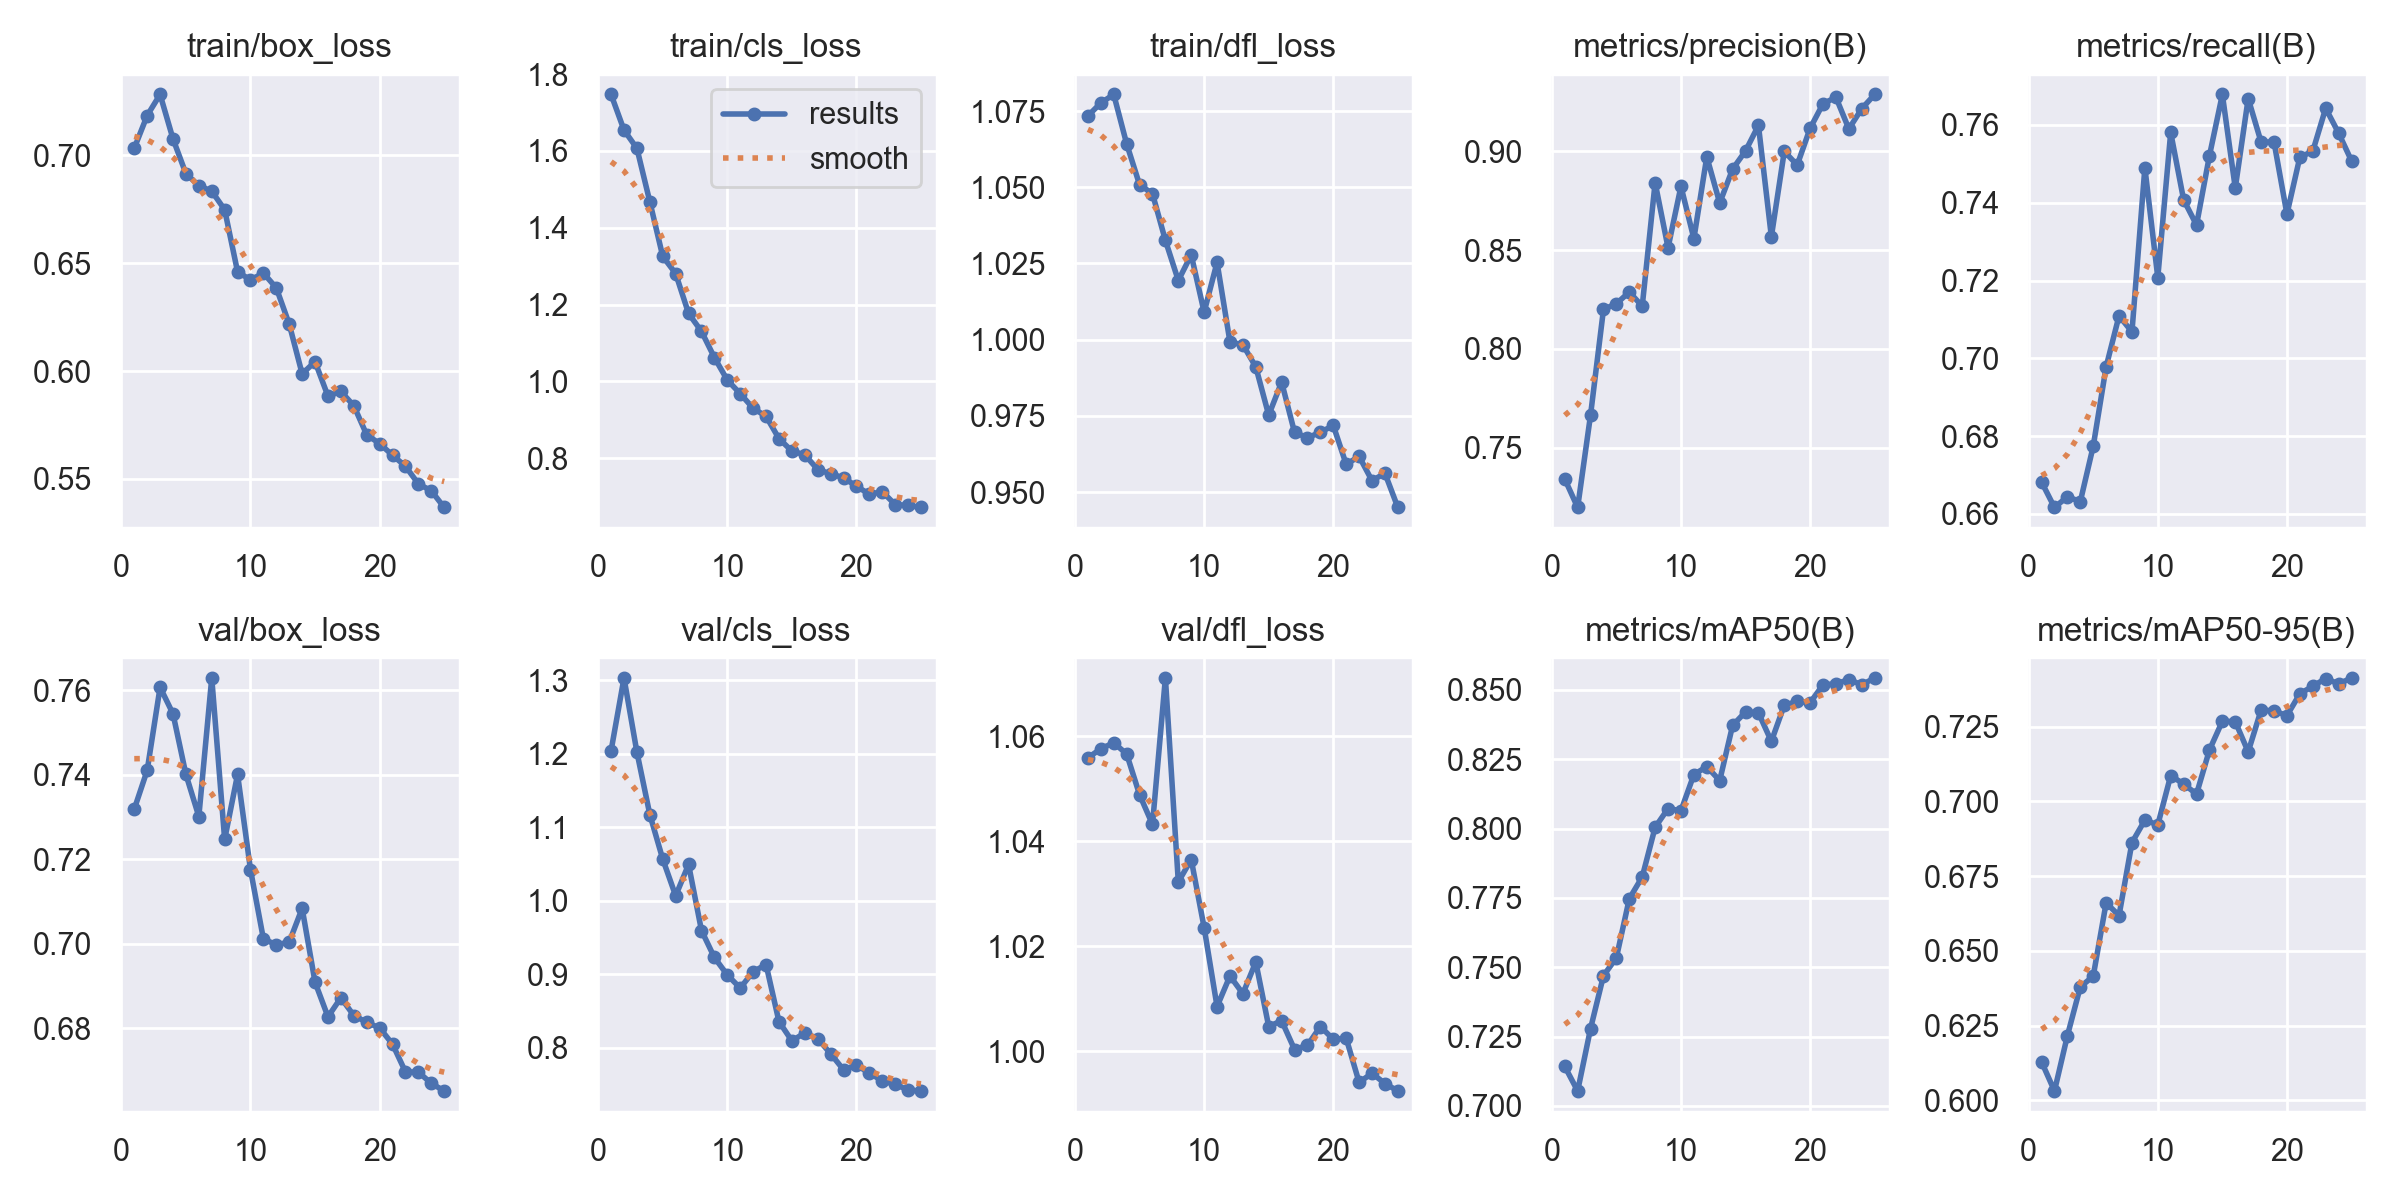 train/box_loss
0.70
0.65
0.60
0.55
0 10 20
train/cls_loss
1.8
1.6
1.4
1.2
1.0
0.8
0 10 20
results
smooth
train/dfl_loss
1.075
1.050
1.025
1.000
0.975
0.950
0 10 20
metrics/precision(B)
0.90
0.85
0.80
0.75
0 10 20
metrics/recall(B)
0.76
0.74
0.72
0.70
0.68
0.66
0 10 20
val/box_loss
0.76
0.74
0.72
0.70
0.68
0 10 20
val/cls_loss
1.3
1.2
1.1
1.0
0.9
0.8
0 10 20
val/dfl_loss
1.06
1.04
1.02
1.00
0 10 20
metrics/mAP50(B)
0.850
0.825
0.800
0.775
0.750
0.725
0.700
0 10 20
metrics/mAP50-95(B)
0.725
0.700
0.675
0.650
0.625
0.600
0 10 20